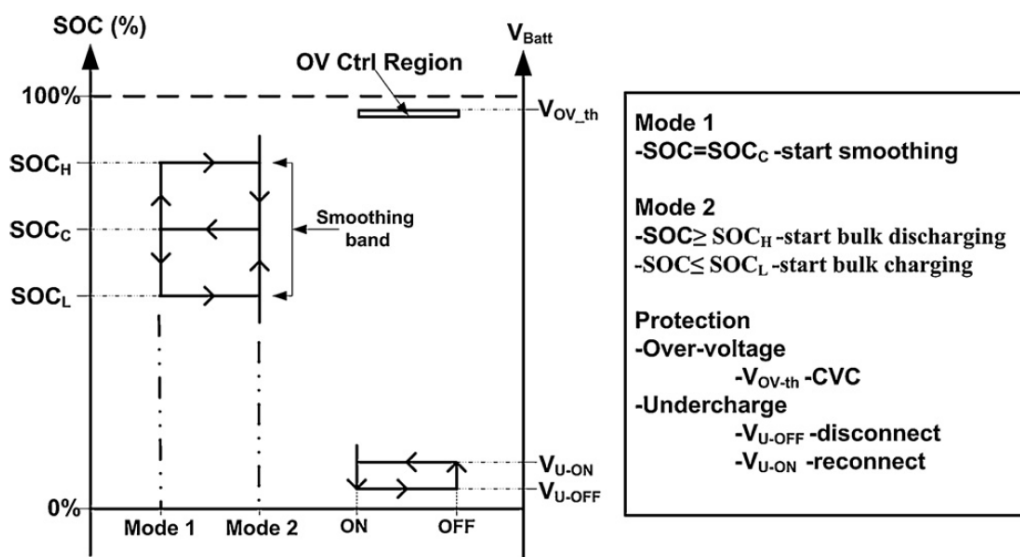 SOC (%)
V_Batt
OV Ctrl Region
100%
V_OV_th
SOC_H
SOC_C
Smoothing
band
SOC_L
V_U-ON
V_U-OFF
0%
Mode 1
Mode 2
ON
OFF
Mode 1
-SOC=SOC_C -start smoothing
Mode 2
-SOC≥ SOC_H -start bulk discharging
-SOC≤ SOC_L -start bulk charging
Protection
-Over-voltage
-V_OV-th -CVC
-Undercharge
-V_U-OFF -disconnect
-V_U-ON -reconnect